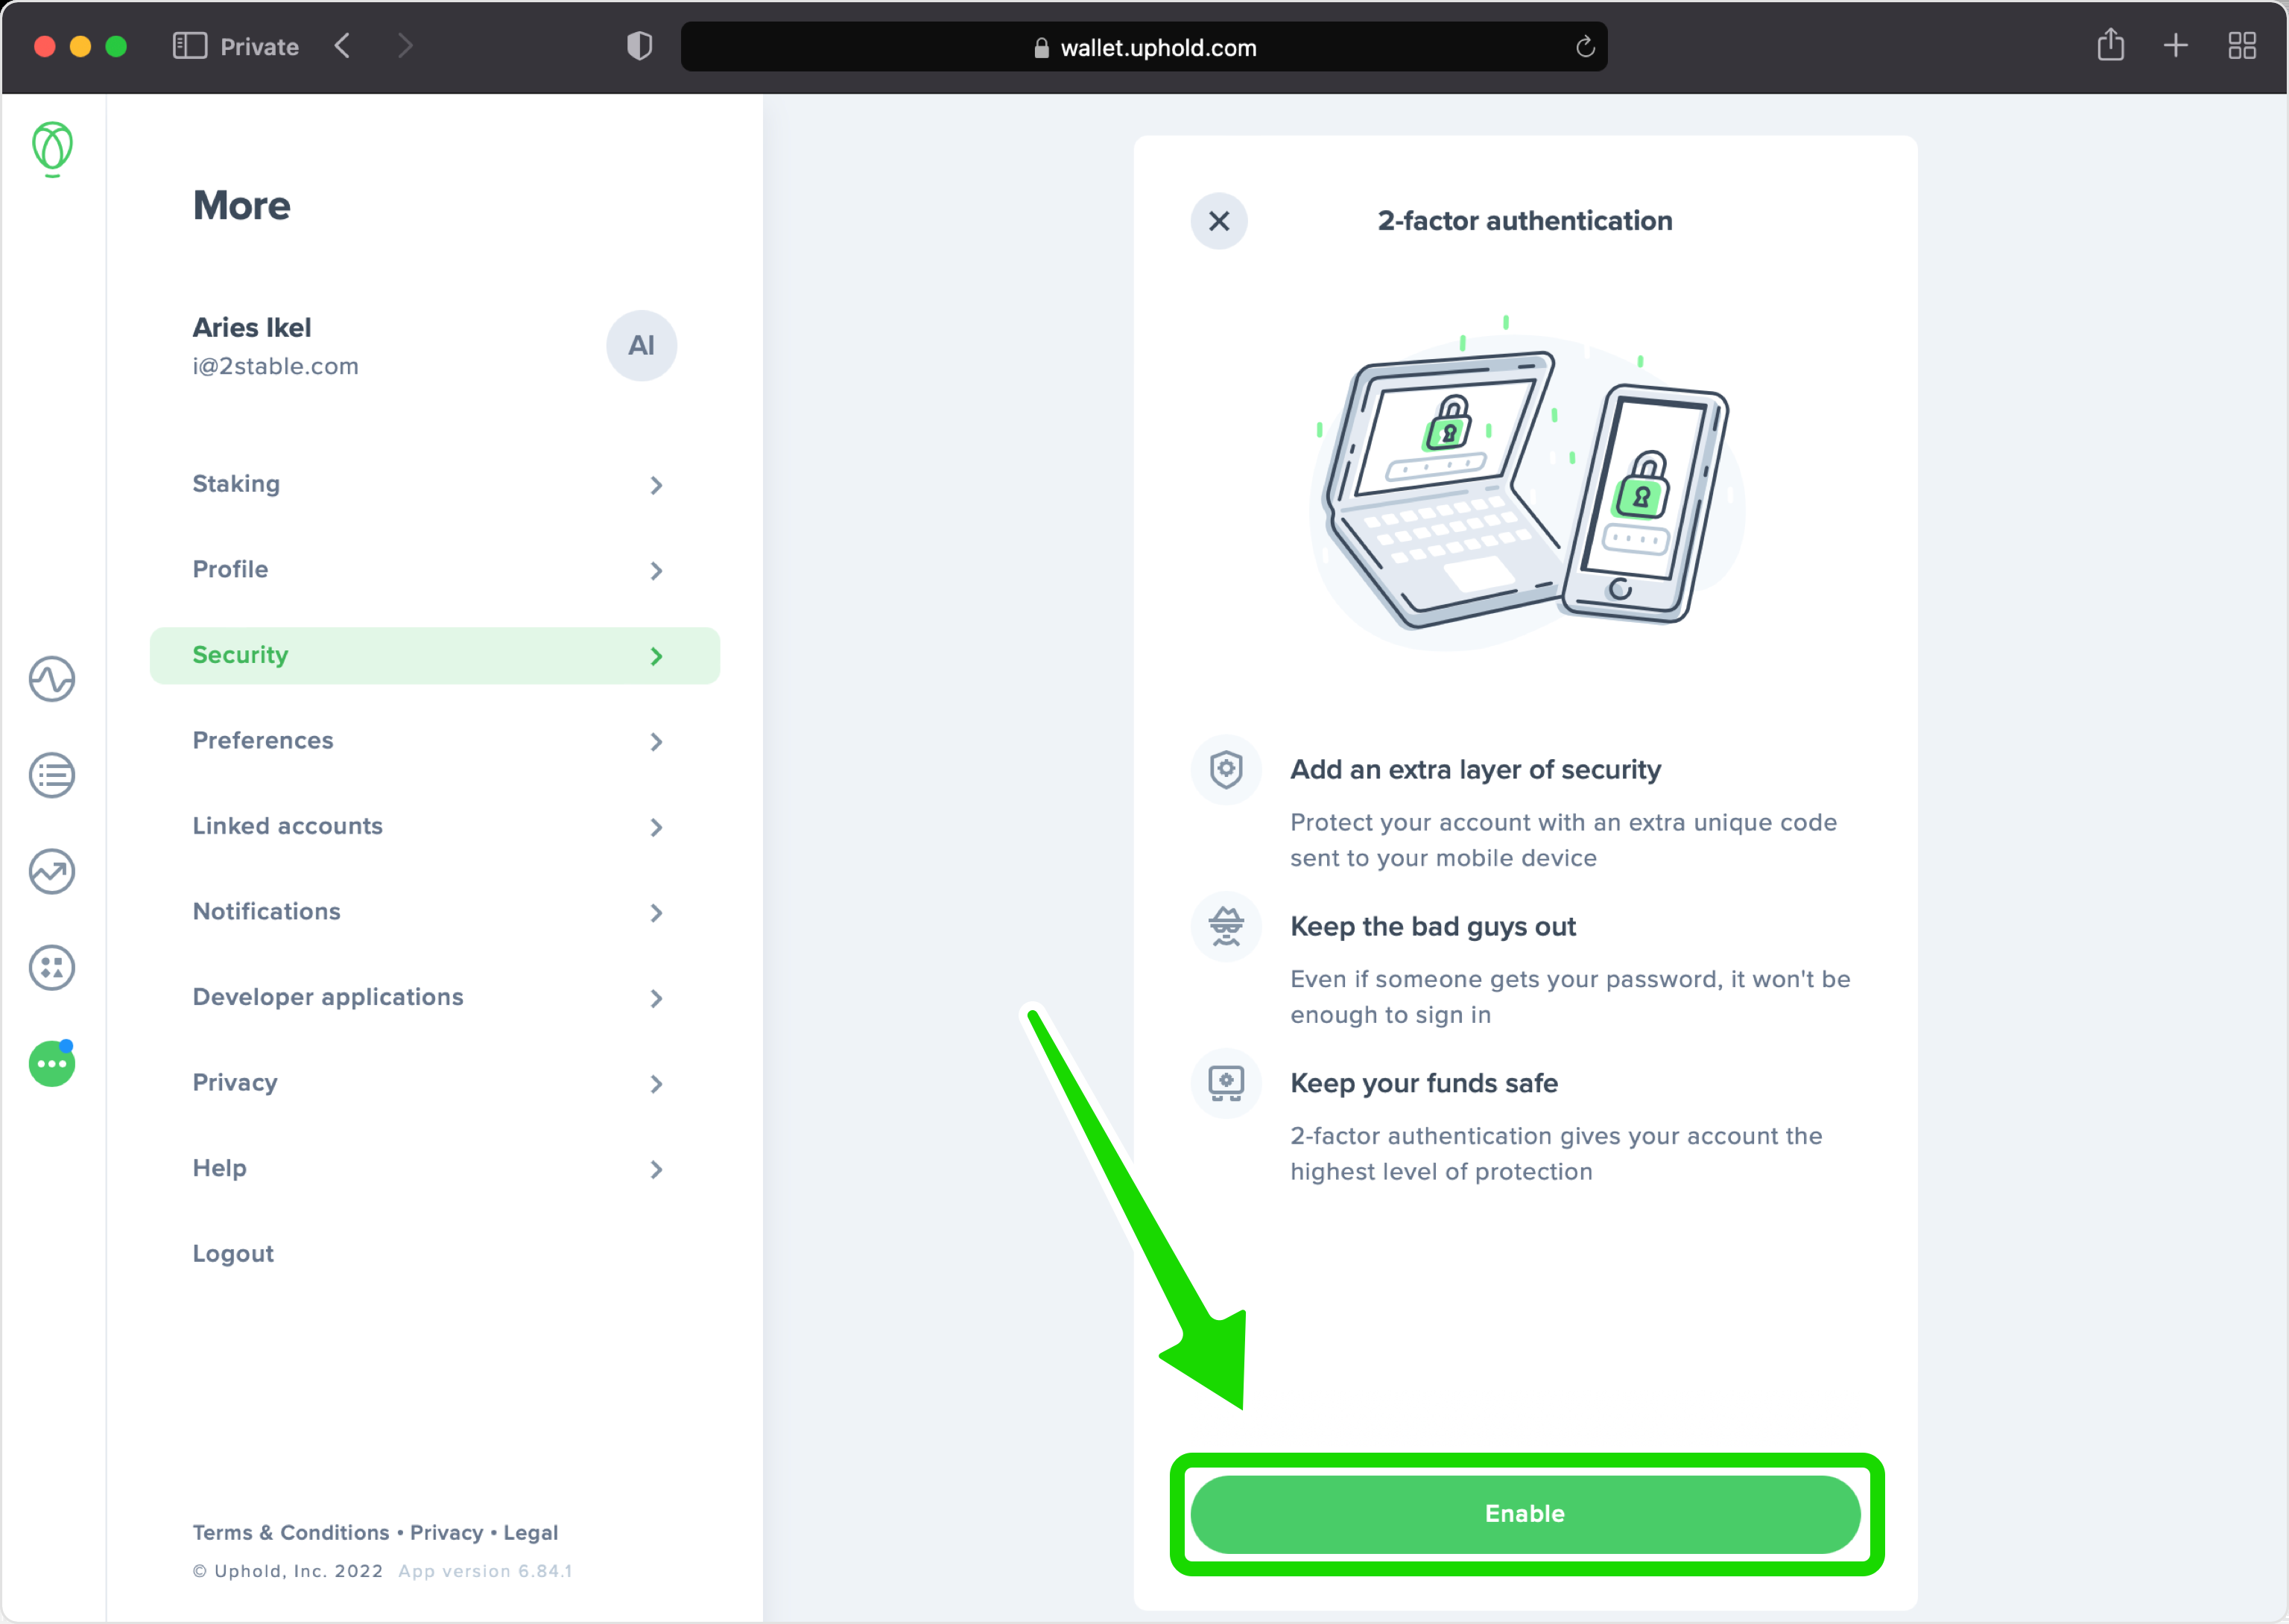 Private
wallet.uphold.com
More
Aries Ikel
i@2stable.com
AI
Staking
Profile
Security
Preferences
Linked accounts
Notifications
Developer applications
Privacy
Help
Logout
Terms & Conditions • Privacy • Legal
© Uphold, Inc. 2022 App version 6.84.1
2-factor authentication
Add an extra layer of security
Protect your account with an extra unique code
sent to your mobile device
Keep the bad guys out
Even if someone gets your password, it won't be
enough to sign in
Keep your funds safe
2-factor authentication gives your account the
highest level of protection
Enable